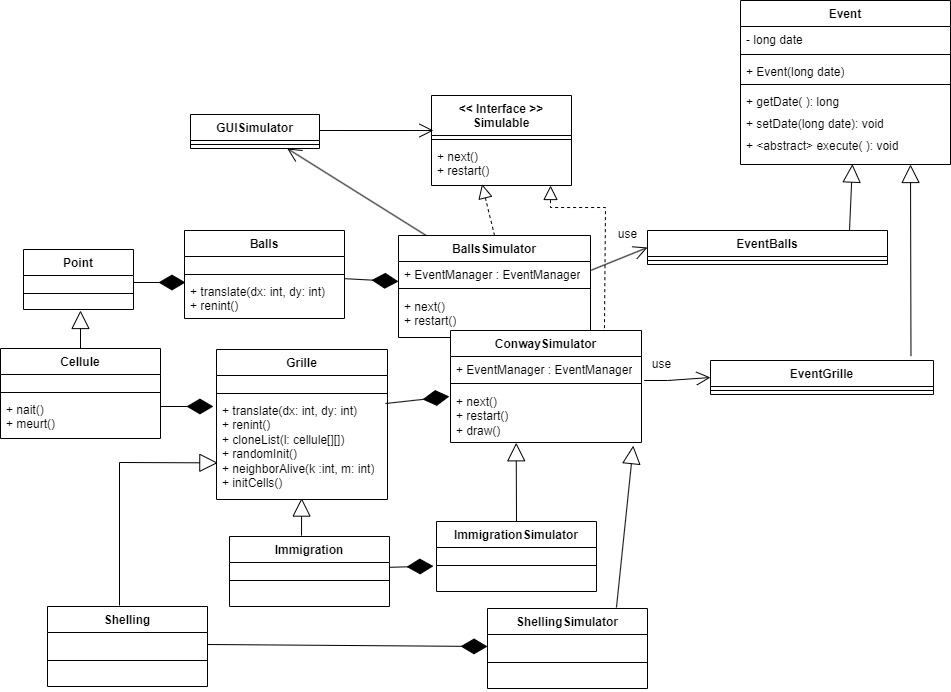 Event
- long date
+ Event(long date)
+ getDate( ): long
+ setDate(long date): void
+ <abstract> execute( ): void
<< Interface >>
Simulable
+ next()
+ restart()
GUISimulator
BallsSimulator
+ EventManager : EventManager
+ next()
+ restart()
use
EventBalls
Balls
+ translate(dx: int, dy: int)
+ renint()
Point
ConwaySimulator
+ EventManager : EventManager
+ next()
+ restart()
+ draw()
use
EventGrille
Cellule
+ nait()
+ meurt()
Grille
+ translate(dx: int, dy: int)
+ renint()
+ cloneList(l: cellule[][])
+ randomInit()
+ neighborAlive(k :int, m: int)
+ initCells()
Immigration
ImmigrationSimulator
Shelling
ShellingSimulator